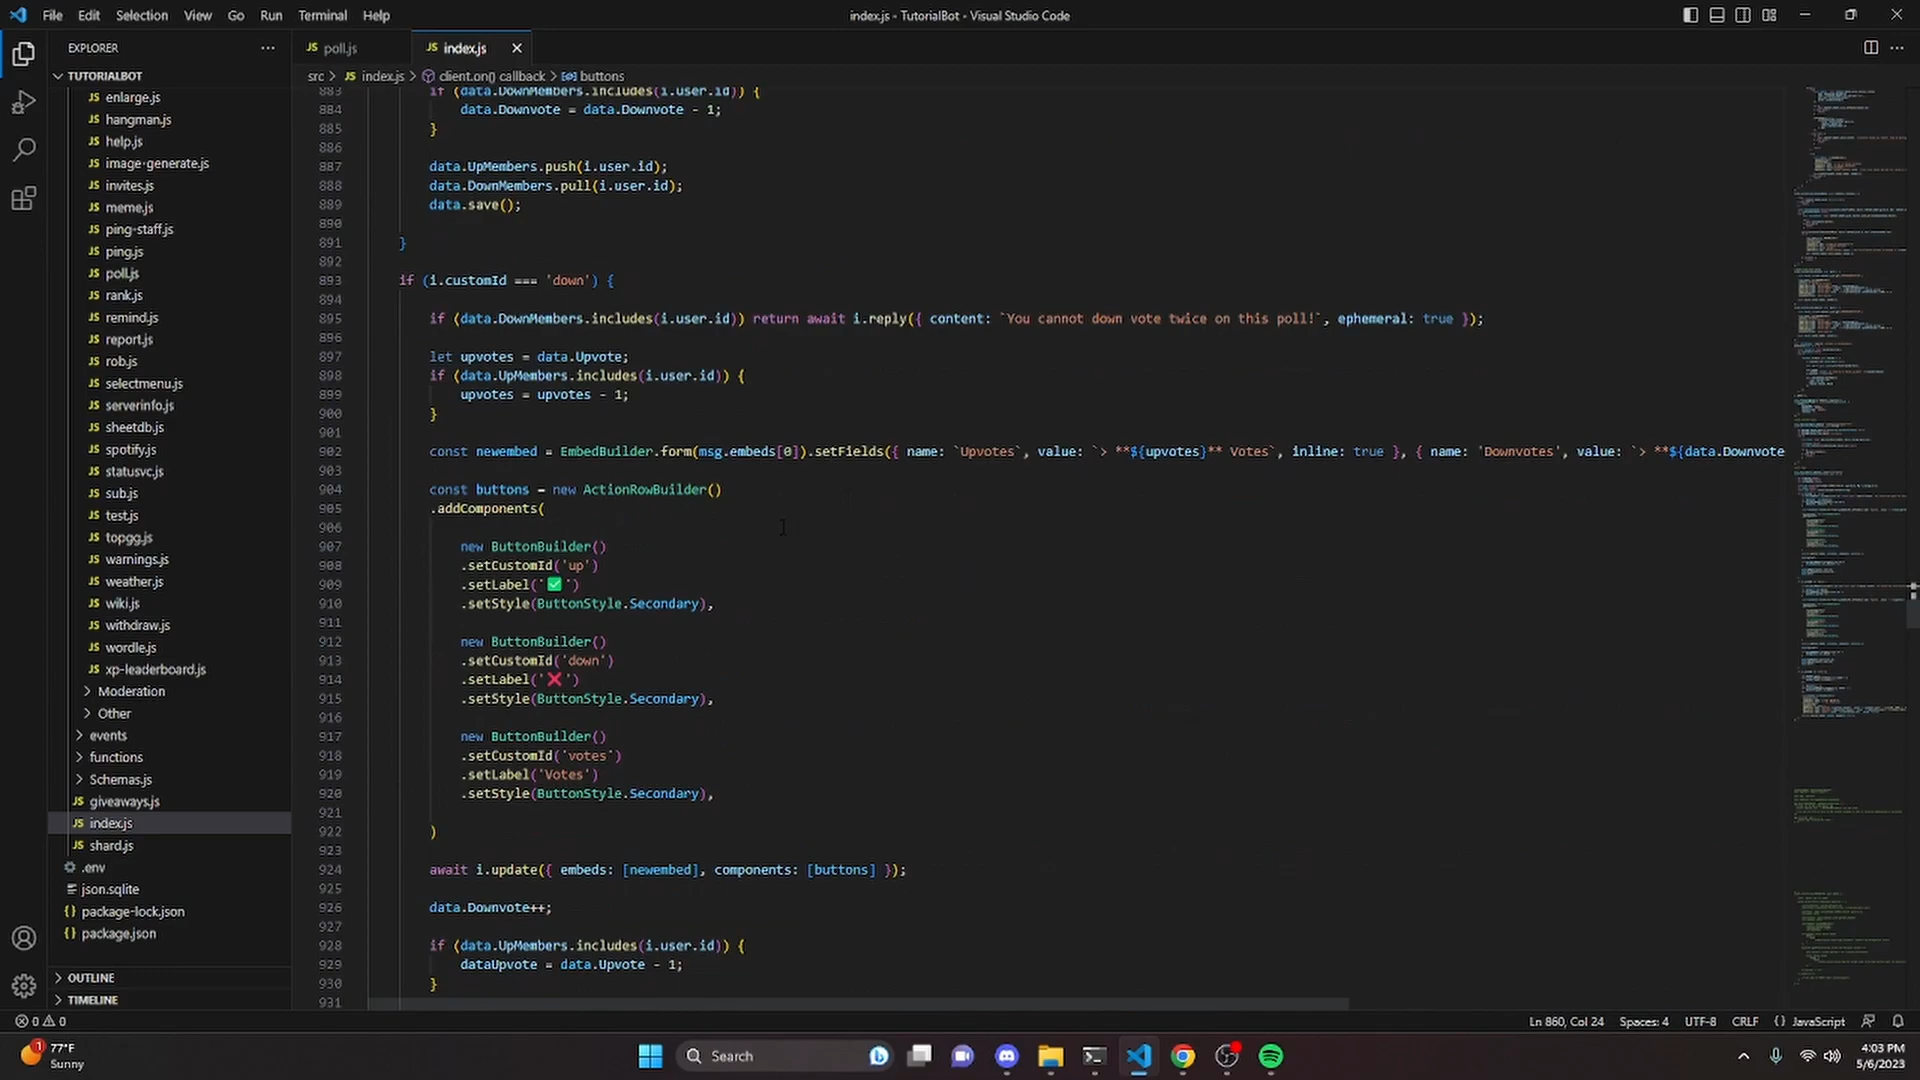 File Edit Selection View Go Run Terminal Help
index.js - TutorialBot - Visual Studio Code
EXPLORER
TUTORIALBOT
enlarge.js
hangman.js
help.js
image-generate.js
invites.js
meme.js
ping-staff.js
ping.js
poll.js
rank.js
remind.js
report.js
rob.js
selectmenu.js
serverinfo.js
sheetdb.js
spotify.js
statusvc.js
sub.js
test.js
topgg.js
warnings.js
weather.js
wiki.js
withdraw.js
wordle.js
xp-leaderboard.js
Moderation
Other
events
functions
Schemas.js
giveaways.js
index.js
shard.js
.env
json.sqlite
package-lock.json
package.json
OUTLINE
TIMELINE
JS poll.js JS index.js
src > JS index.js > client.on() callback > buttons
883 if (data.DownMembers.includes(i.user.id)) {
884 data.Downvote = data.Downvote - 1;
885 }
886
887 data.UpMembers.push(i.user.id);
888 data.DownMembers.pull(i.user.id);
889 data.save();
890
891 }
892
893 if (i.customId === 'down') {
894
895 if (data.DownMembers.includes(i.user.id)) return await i.reply({ content: `You cannot down vote twice on this poll!`, ephemeral: true });
896
897 let upvotes = data.Upvote;
898 if (data.UpMembers.includes(i.user.id)) {
899 upvotes = upvotes - 1;
900 }
901
902 const newembed = EmbedBuilder.form(msg.embeds[0]).setFields({ name: `Upvotes`, value: `> **${upvotes}** Votes`, inline: true }, { name: 'Downvotes', value: `> **${data.Downvote
903
904 const buttons = new ActionRowBuilder()
905 .addComponents(
906
907 new ButtonBuilder()
908 .setCustomId('up')
909 .setLabel('✅')
910 .setStyle(ButtonStyle.Secondary),
911
912 new ButtonBuilder()
913 .setCustomId('down')
914 .setLabel('❌')
915 .setStyle(ButtonStyle.Secondary),
916
917 new ButtonBuilder()
918 .setCustomId('votes')
919 .setLabel('Votes')
920 .setStyle(ButtonStyle.Secondary),
921
922 )
923
924 await i.update({ embeds: [newembed], components: [buttons] });
925
926 data.Downvote++;
927
928 if (data.UpMembers.includes(i.user.id)) {
929 dataUpvote = data.Upvote - 1;
930 }
931
0 0
Ln 860, Col 24 Spaces: 4 UTF-8 CRLF {} JavaScript
1
77°F
Sunny
Search
4:03 PM
5/6/2023